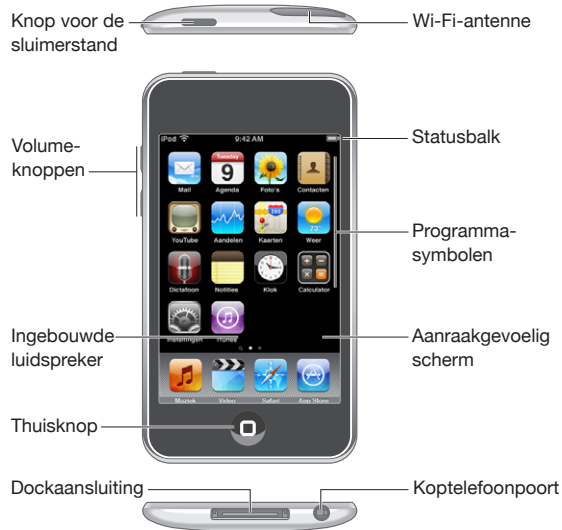 Knop voor de
sluimerstand
Wi-Fi-antenne
iPod 9:42 AM
Statusbalk
Volume-
knoppen
Tuesday
9
Mail Agenda Foto's Contacten
280
73°
YouTube Aandelen Kaarten Weer
Programma-
symbolen
Dictafoon Notities Klok Calculator
Ingebouwde
luidspreker
Instellingen iTunes
Aanraakgevoelig
scherm
Muziek Video Safari App Store
Thuisknop
Dockaansluiting
Koptelefoonpoort